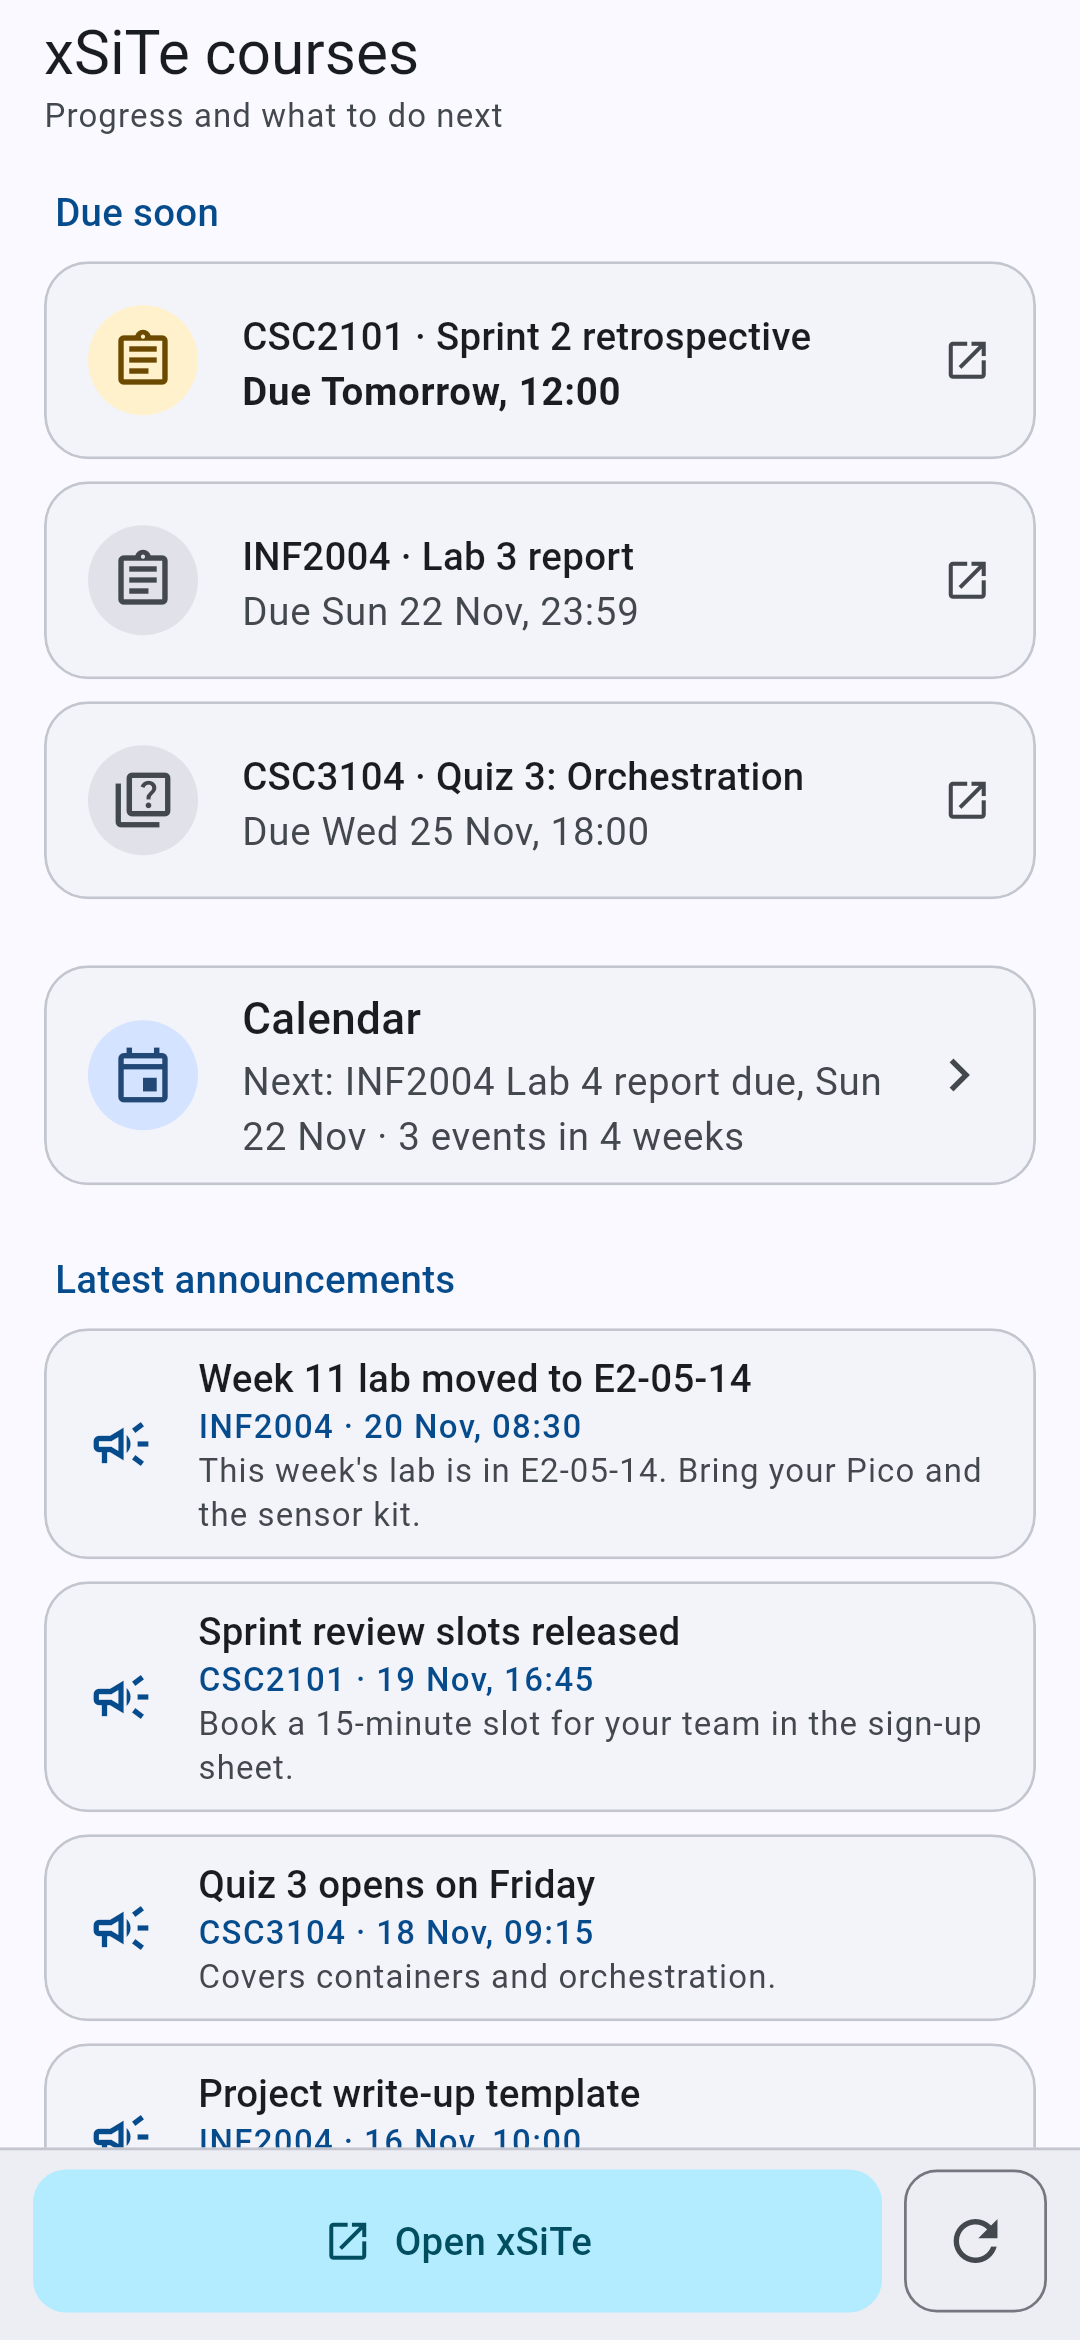 xSiTe courses
Progress and what to do next
Due soon
CSC2101 · Sprint 2 retrospective
Due Tomorrow, 12:00
INF2004 · Lab 3 report
Due Sun 22 Nov, 23:59
CSC3104 · Quiz 3: Orchestration
Due Wed 25 Nov, 18:00
Calendar
Next: INF2004 Lab 4 report due, Sun
22 Nov · 3 events in 4 weeks
Latest announcements
Week 11 lab moved to E2-05-14
INF2004 · 20 Nov, 08:30
This week's lab is in E2-05-14. Bring your Pico and
the sensor kit.
Sprint review slots released
CSC2101 · 19 Nov, 16:45
Book a 15-minute slot for your team in the sign-up
sheet.
Quiz 3 opens on Friday
CSC3104 · 18 Nov, 09:15
Covers containers and orchestration.
Project write-up template
INF2004 · 16 Nov, 10:00
Open xSiTe